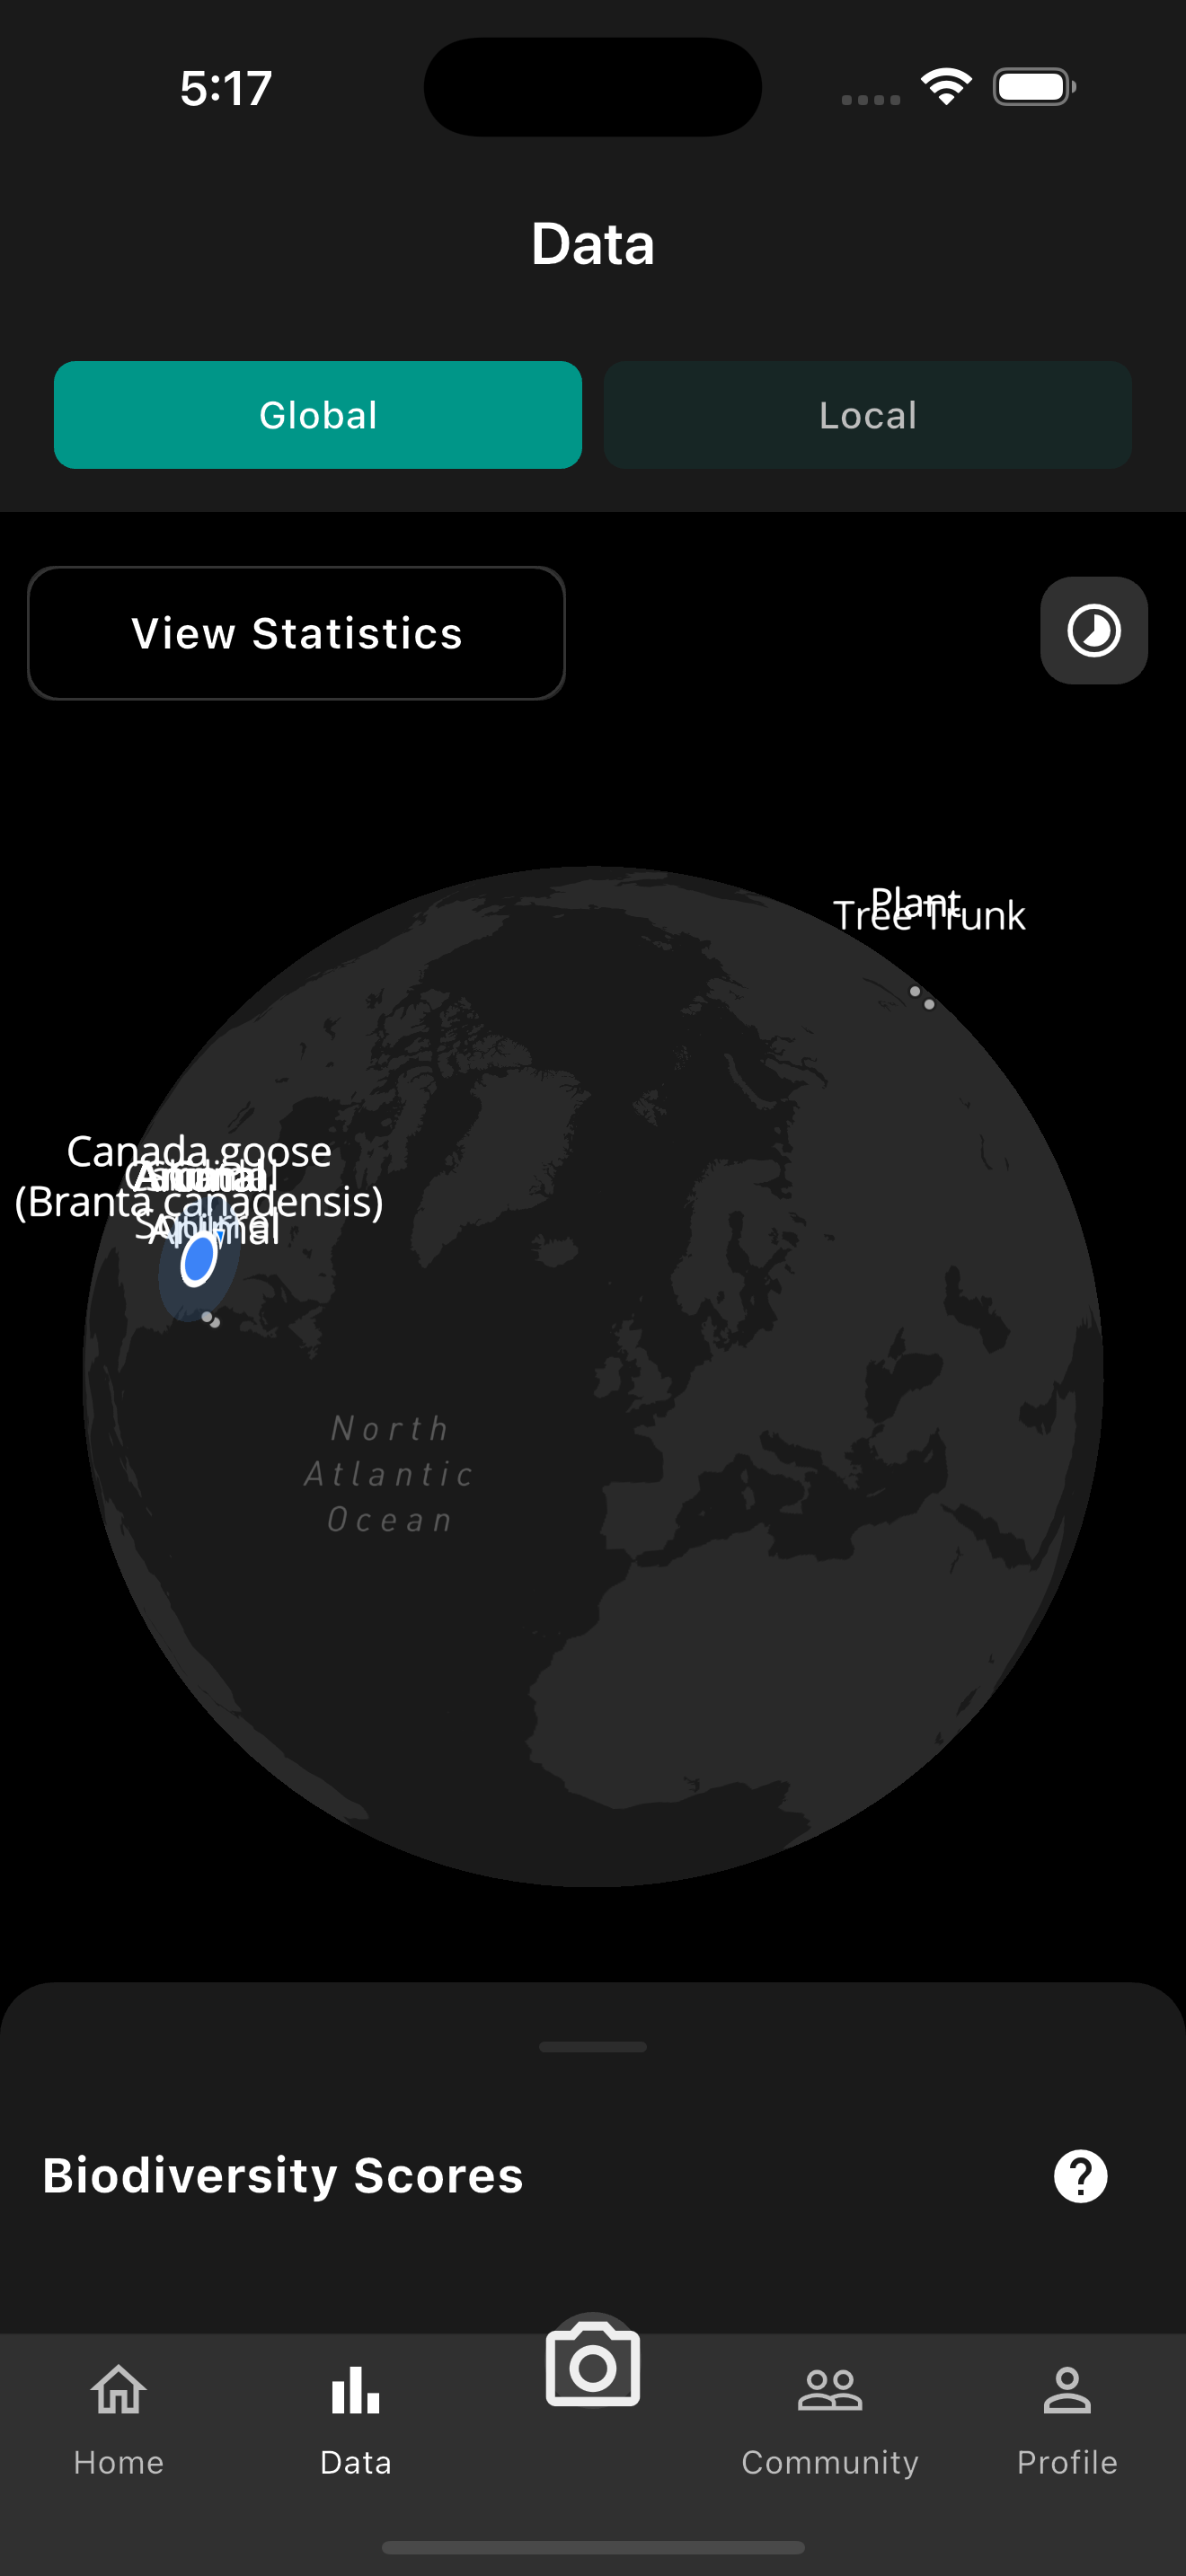 5:17
Data
Global
Local
View Statistics
Plant
Tree Trunk
Canada goose
(Branta canadensis)
Animal
North
Atlantic
Ocean
Biodiversity Scores
Home
Data
Community
Profile